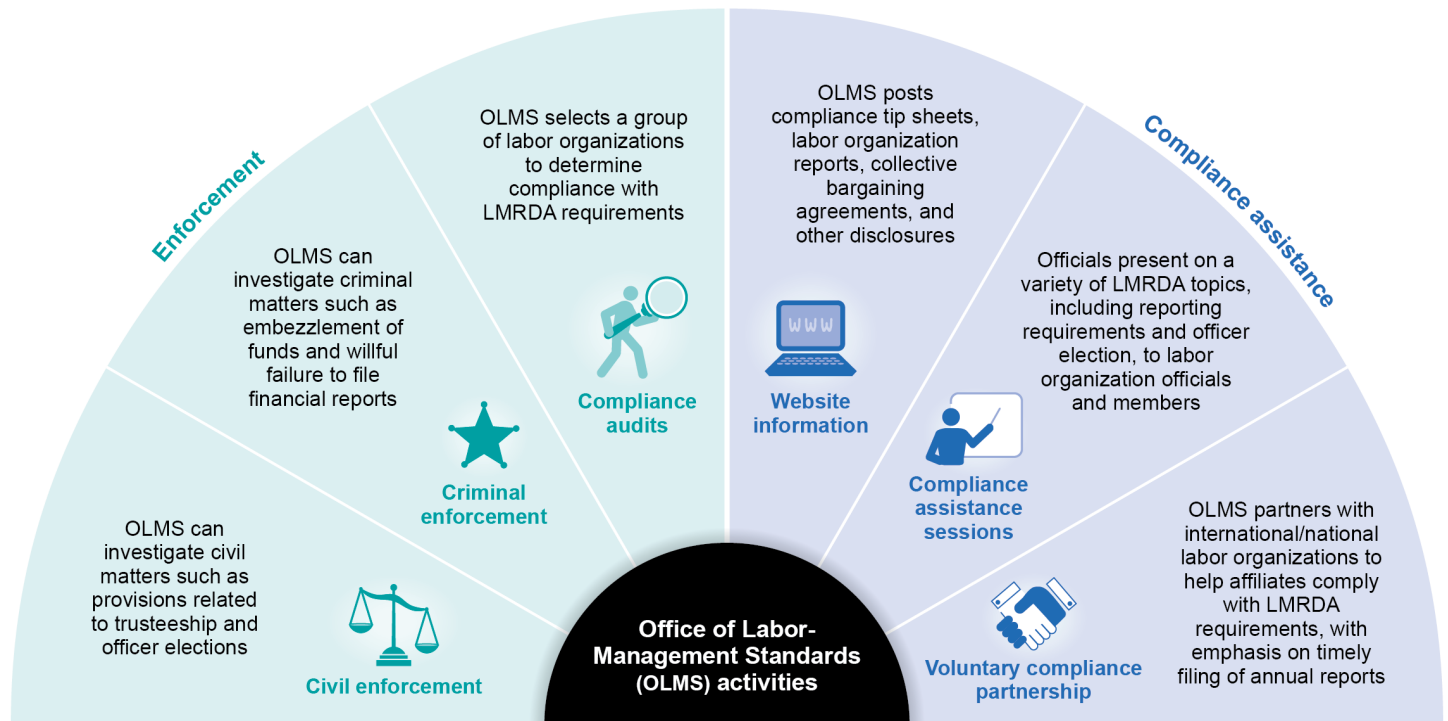 Enforcement
OLMS can
investigate civil
matters such as
provisions related
to trusteeship and
officer elections
Civil enforcement
OLMS can
investigate criminal
matters such as
embezzlement of
funds and willful
failure to file
financial reports
Criminal
enforcement
OLMS selects a group
of labor organizations
to determine
compliance with
LMRDA requirements
Compliance
audits
Compliance assistance
OLMS posts
compliance tip sheets,
labor organization
reports, collective
bargaining
agreements, and
other disclosures
WWW
Website
information
Officials present on a
variety of LMRDA topics,
including reporting
requirements and officer
election, to labor
organization officials
and members
Compliance
assistance
sessions
OLMS partners with
international/national
labor organizations to
help affiliates comply
with LMRDA
requirements, with
emphasis on timely
filing of annual reports
Voluntary compliance
partnership
Office of Labor-
Management Standards
(OLMS) activities